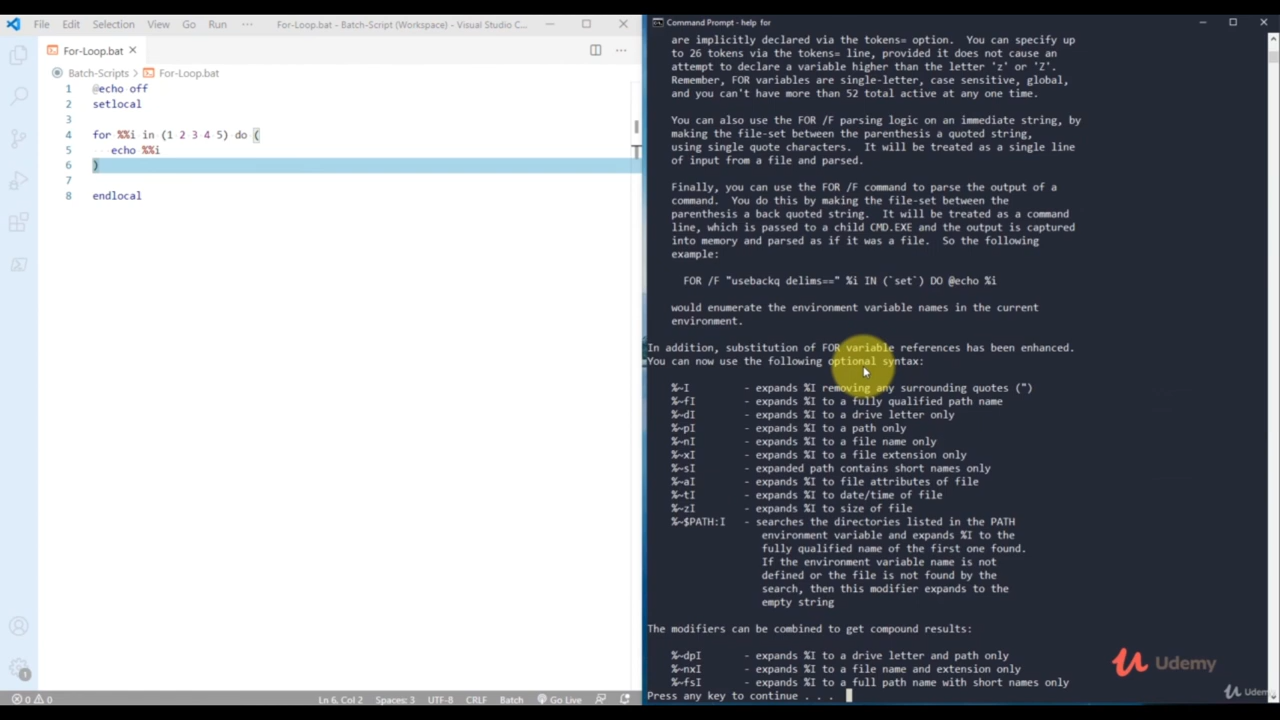 File Edit Selection View Go Run ... For-Loop.bat - Batch-Script (Workspace) - Visual Studio C...
For-Loop.bat
Batch-Scripts > For-Loop.bat
1 @echo off
2 setlocal
3
4 for %%i in (1 2 3 4 5) do (
5 echo %%i
6 )
7
8 endlocal
0 0
Ln 6, Col 2 Spaces: 3 UTF-8 CRLF Batch Go Live
1
Command Prompt - help for
are implicitly declared via the tokens= option. You can specify up
to 26 tokens via the tokens= line, provided it does not cause an
attempt to declare a variable higher than the letter 'z' or 'Z'.
Remember, FOR variables are single-letter, case sensitive, global,
and you can't have more than 52 total active at any one time.
You can also use the FOR /F parsing logic on an immediate string, by
making the file-set between the parenthesis a quoted string,
using single quote characters. It will be treated as a single line
of input from a file and parsed.
Finally, you can use the FOR /F command to parse the output of a
command. You do this by making the file-set between the
parenthesis a back quoted string. It will be treated as a command
line, which is passed to a child CMD.EXE and the output is captured
into memory and parsed as if it was a file. So the following
example:
FOR /F "usebackq delims==" %i IN (`set`) DO @echo %i
would enumerate the environment variable names in the current
environment.
In addition, substitution of FOR variable references has been enhanced.
You can now use the following optional syntax:
%~I - expands %I removing any surrounding quotes (")
%~fI - expands %I to a fully qualified path name
%~dI - expands %I to a drive letter only
%~pI - expands %I to a path only
%~nI - expands %I to a file name only
%~xI - expands %I to a file extension only
%~sI - expanded path contains short names only
%~aI - expands %I to file attributes of file
%~tI - expands %I to date/time of file
%~zI - expands %I to size of file
%~$PATH:I - searches the directories listed in the PATH
environment variable and expands %I to the
fully qualified name of the first one found.
If the environment variable name is not
defined or the file is not found by the
search, then this modifier expands to the
empty string
The modifiers can be combined to get compound results:
%~dpI - expands %I to a drive letter and path only
%~nxI - expands %I to a file name and extension only
%~fsI - expands %I to a full path name with short names only
Press any key to continue . . .
Udemy
Udemy